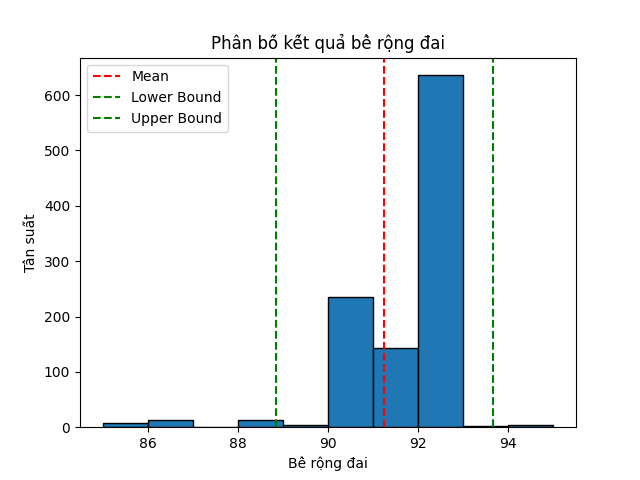 Phân bố kết quả bề rộng đai
Mean
Lower Bound
Upper Bound
Tần suất
600
500
400
300
200
100
0
86 88 90 92 94
Bề rộng đai